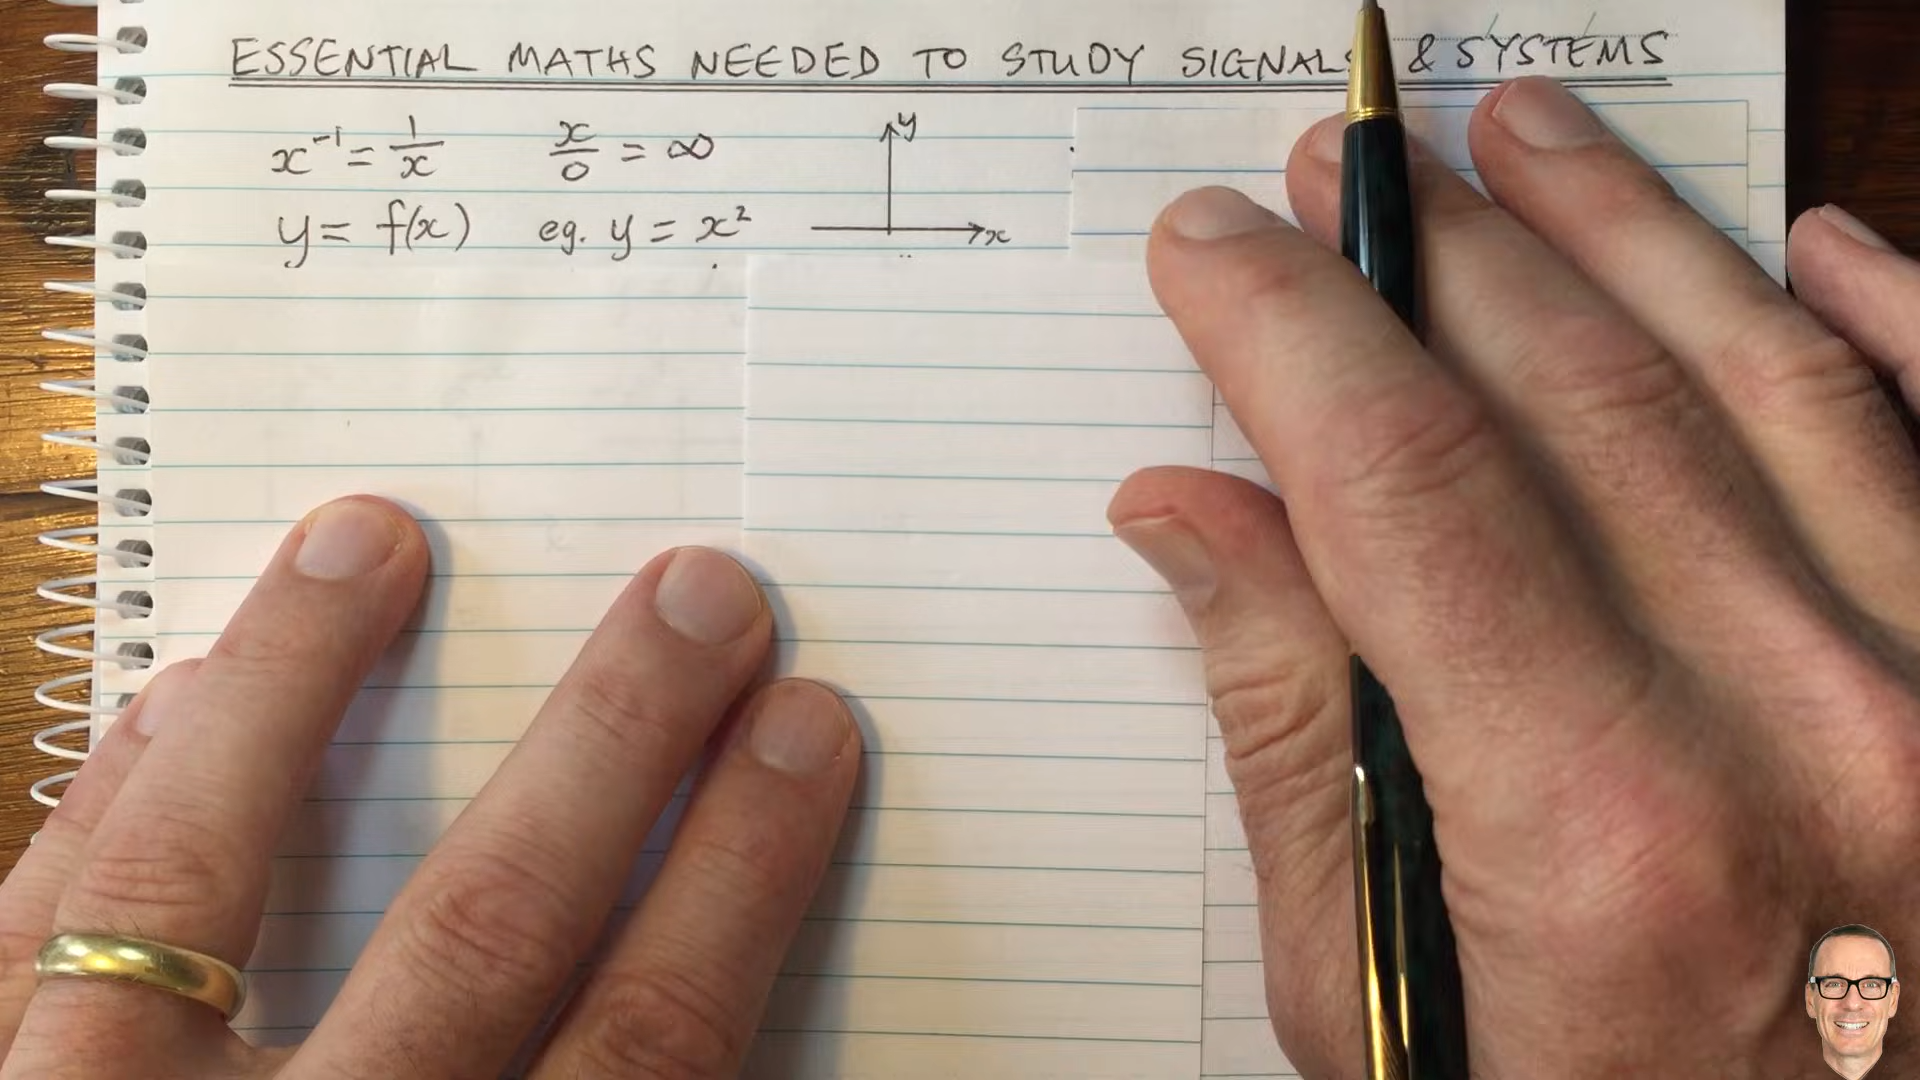 ESSENTIAL MATHS NEEDED TO STUDY SIGNALS & SYSTEMS
x⁻¹ = 1/x x/0 = ∞ y
y = f(x) eg. y = x² x